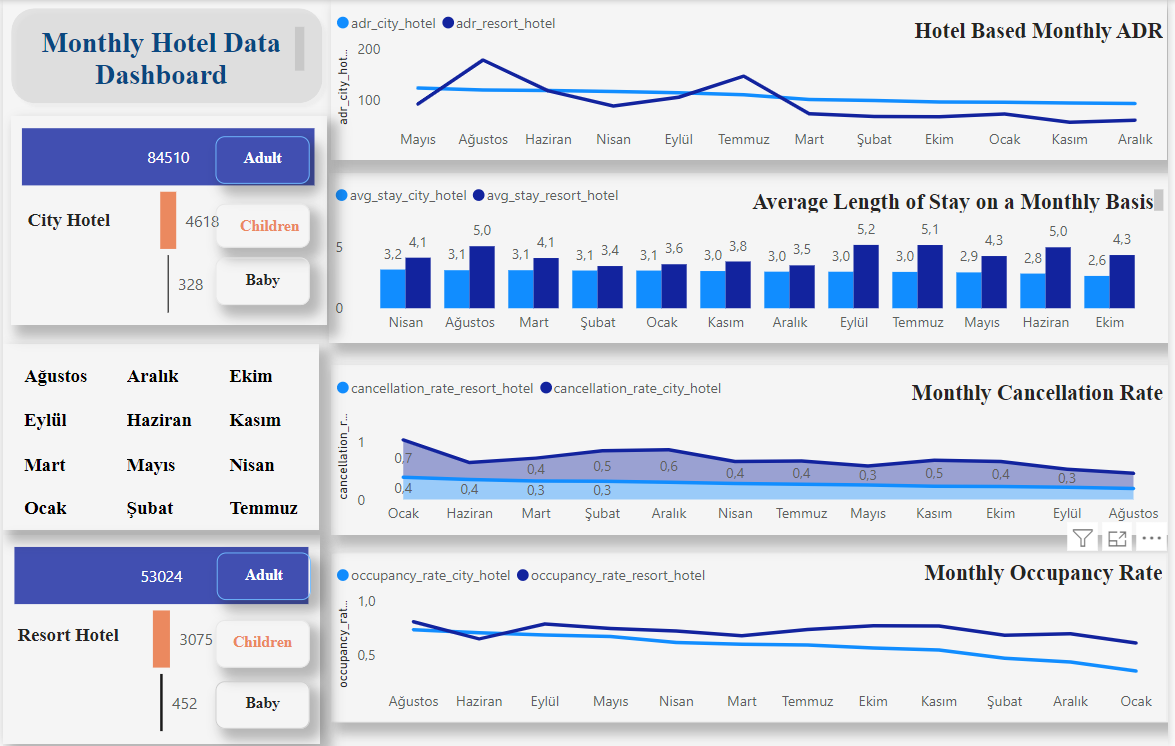 Monthly Hotel Data
Dashboard
84510
Adult
City Hotel
4618
Children
328
Baby
Ağustos Aralık Ekim
Eylül Haziran Kasım
Mart Mayıs Nisan
Ocak Şubat Temmuz
53024
Adult
Resort Hotel
3075
Children
452
Baby
adr_city_hotel adr_resort_hotel
Hotel Based Monthly ADR
adr_city_hot...
200
100
Mayıs Ağustos Haziran Nisan Eylül Temmuz Mart Şubat Ekim Ocak Kasım Aralık
avg_stay_city_hotel avg_stay_resort_hotel
Average Length of Stay on a Monthly Basis
5
0
3,2 4,1 3,1 5,0 3,1 4,1 3,1 3,4 3,1 3,6 3,0 3,8 3,0 3,5 3,0 5,2 3,0 5,1 2,9 4,3 2,8 5,0 2,6 4,3
Nisan Ağustos Mart Şubat Ocak Kasım Aralık Eylül Temmuz Mayıs Haziran Ekim
cancellation_rate_resort_hotel cancellation_rate_city_hotel
Monthly Cancellation Rate
cancellation_r...
1
0
0,7 0,4 0,5 0,6 0,4 0,4 0,3 0,5 0,4 0,3
0,4 0,4 0,3 0,3
Ocak Haziran Mart Şubat Aralık Nisan Temmuz Mayıs Kasım Ekim Eylül Ağustos
occupancy_rate_city_hotel occupancy_rate_resort_hotel
Monthly Occupancy Rate
occupancy_rat...
1,0
0,5
Ağustos Haziran Eylül Mayıs Nisan Mart Temmuz Ekim Kasım Şubat Aralık Ocak